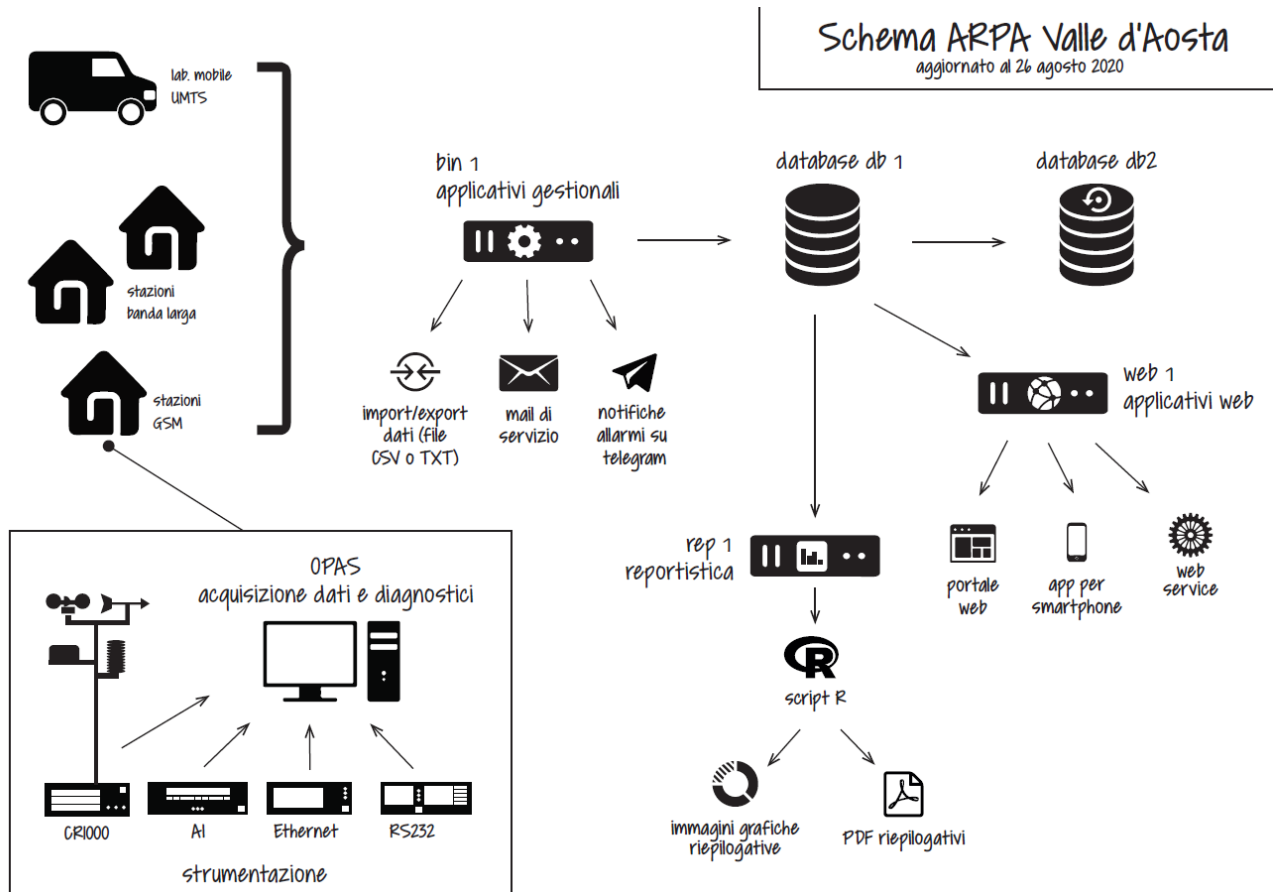 Schema ARPA Valle d'Aosta
aggiornato al 26 agosto 2020
lab. mobile
UMTS
stazioni
banda larga
stazioni
GSM
bin 1
applicativi gestionali
import/export
dati (file
CSV o TXT)
mail di
servizio
notifiche
allarmi su
telegram
database db 1
database db2
web 1
applicativi web
portale
web
app per
smartphone
web
service
rep 1
reportistica
R
script R
immagini grafiche
riepilogative
PDF riepilogativi
OPAS
acquisizione dati e diagnostici
CR1000
AI
Ethernet
RS232
strumentazione